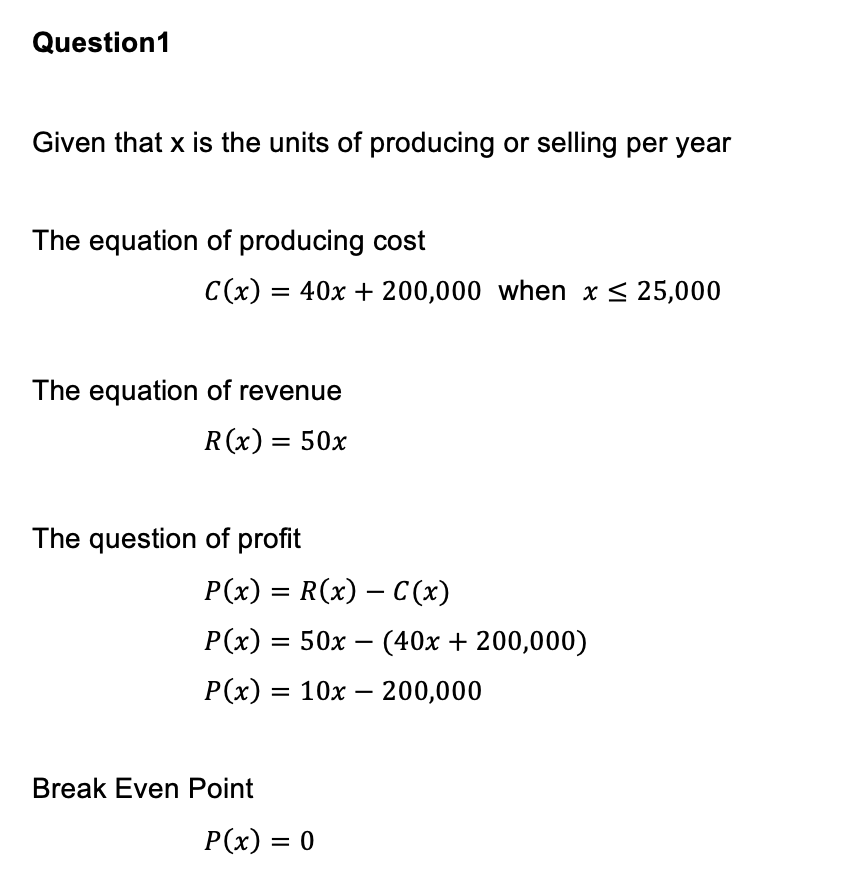 Question1
Given that x is the units of producing or selling per year
The equation of producing cost
C(x) = 40x + 200,000 when x ≤ 25,000
The equation of revenue
R(x) = 50x
The question of profit
P(x) = R(x) − C(x)
P(x) = 50x − (40x + 200,000)
P(x) = 10x − 200,000
Break Even Point
P(x) = 0